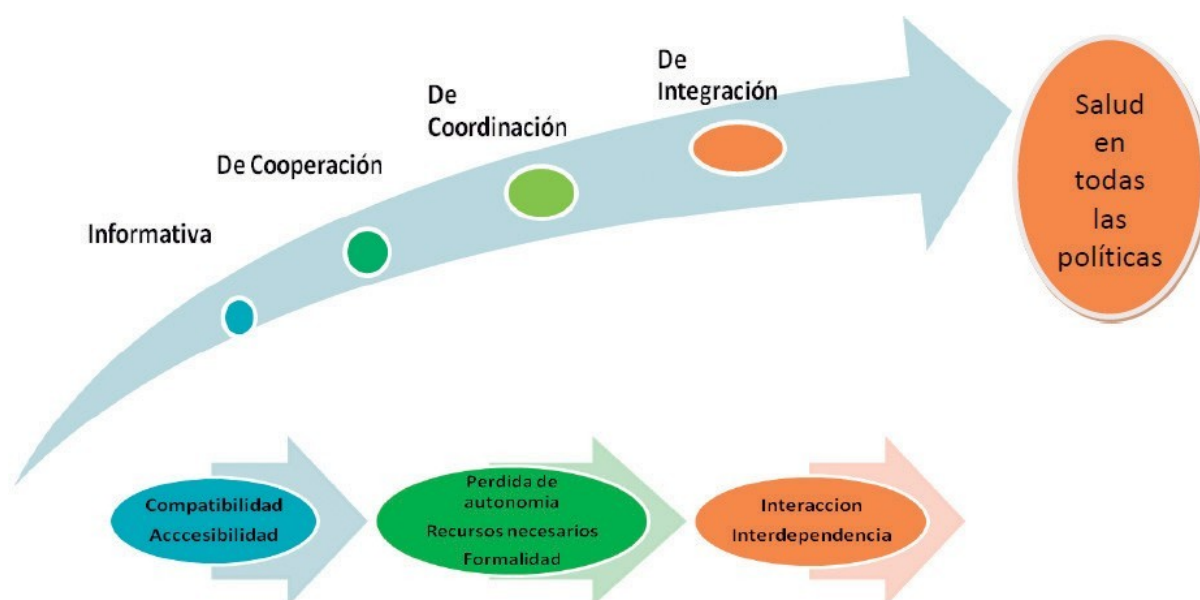 Informativa
De Cooperación
De
Coordinación
De
Integración
Salud
en
todas
las
políticas
Compatibilidad
Acccesibilidad
Perdida de
autonomia
Recursos necesarios
Formalidad
Interaccion
Interdependencia